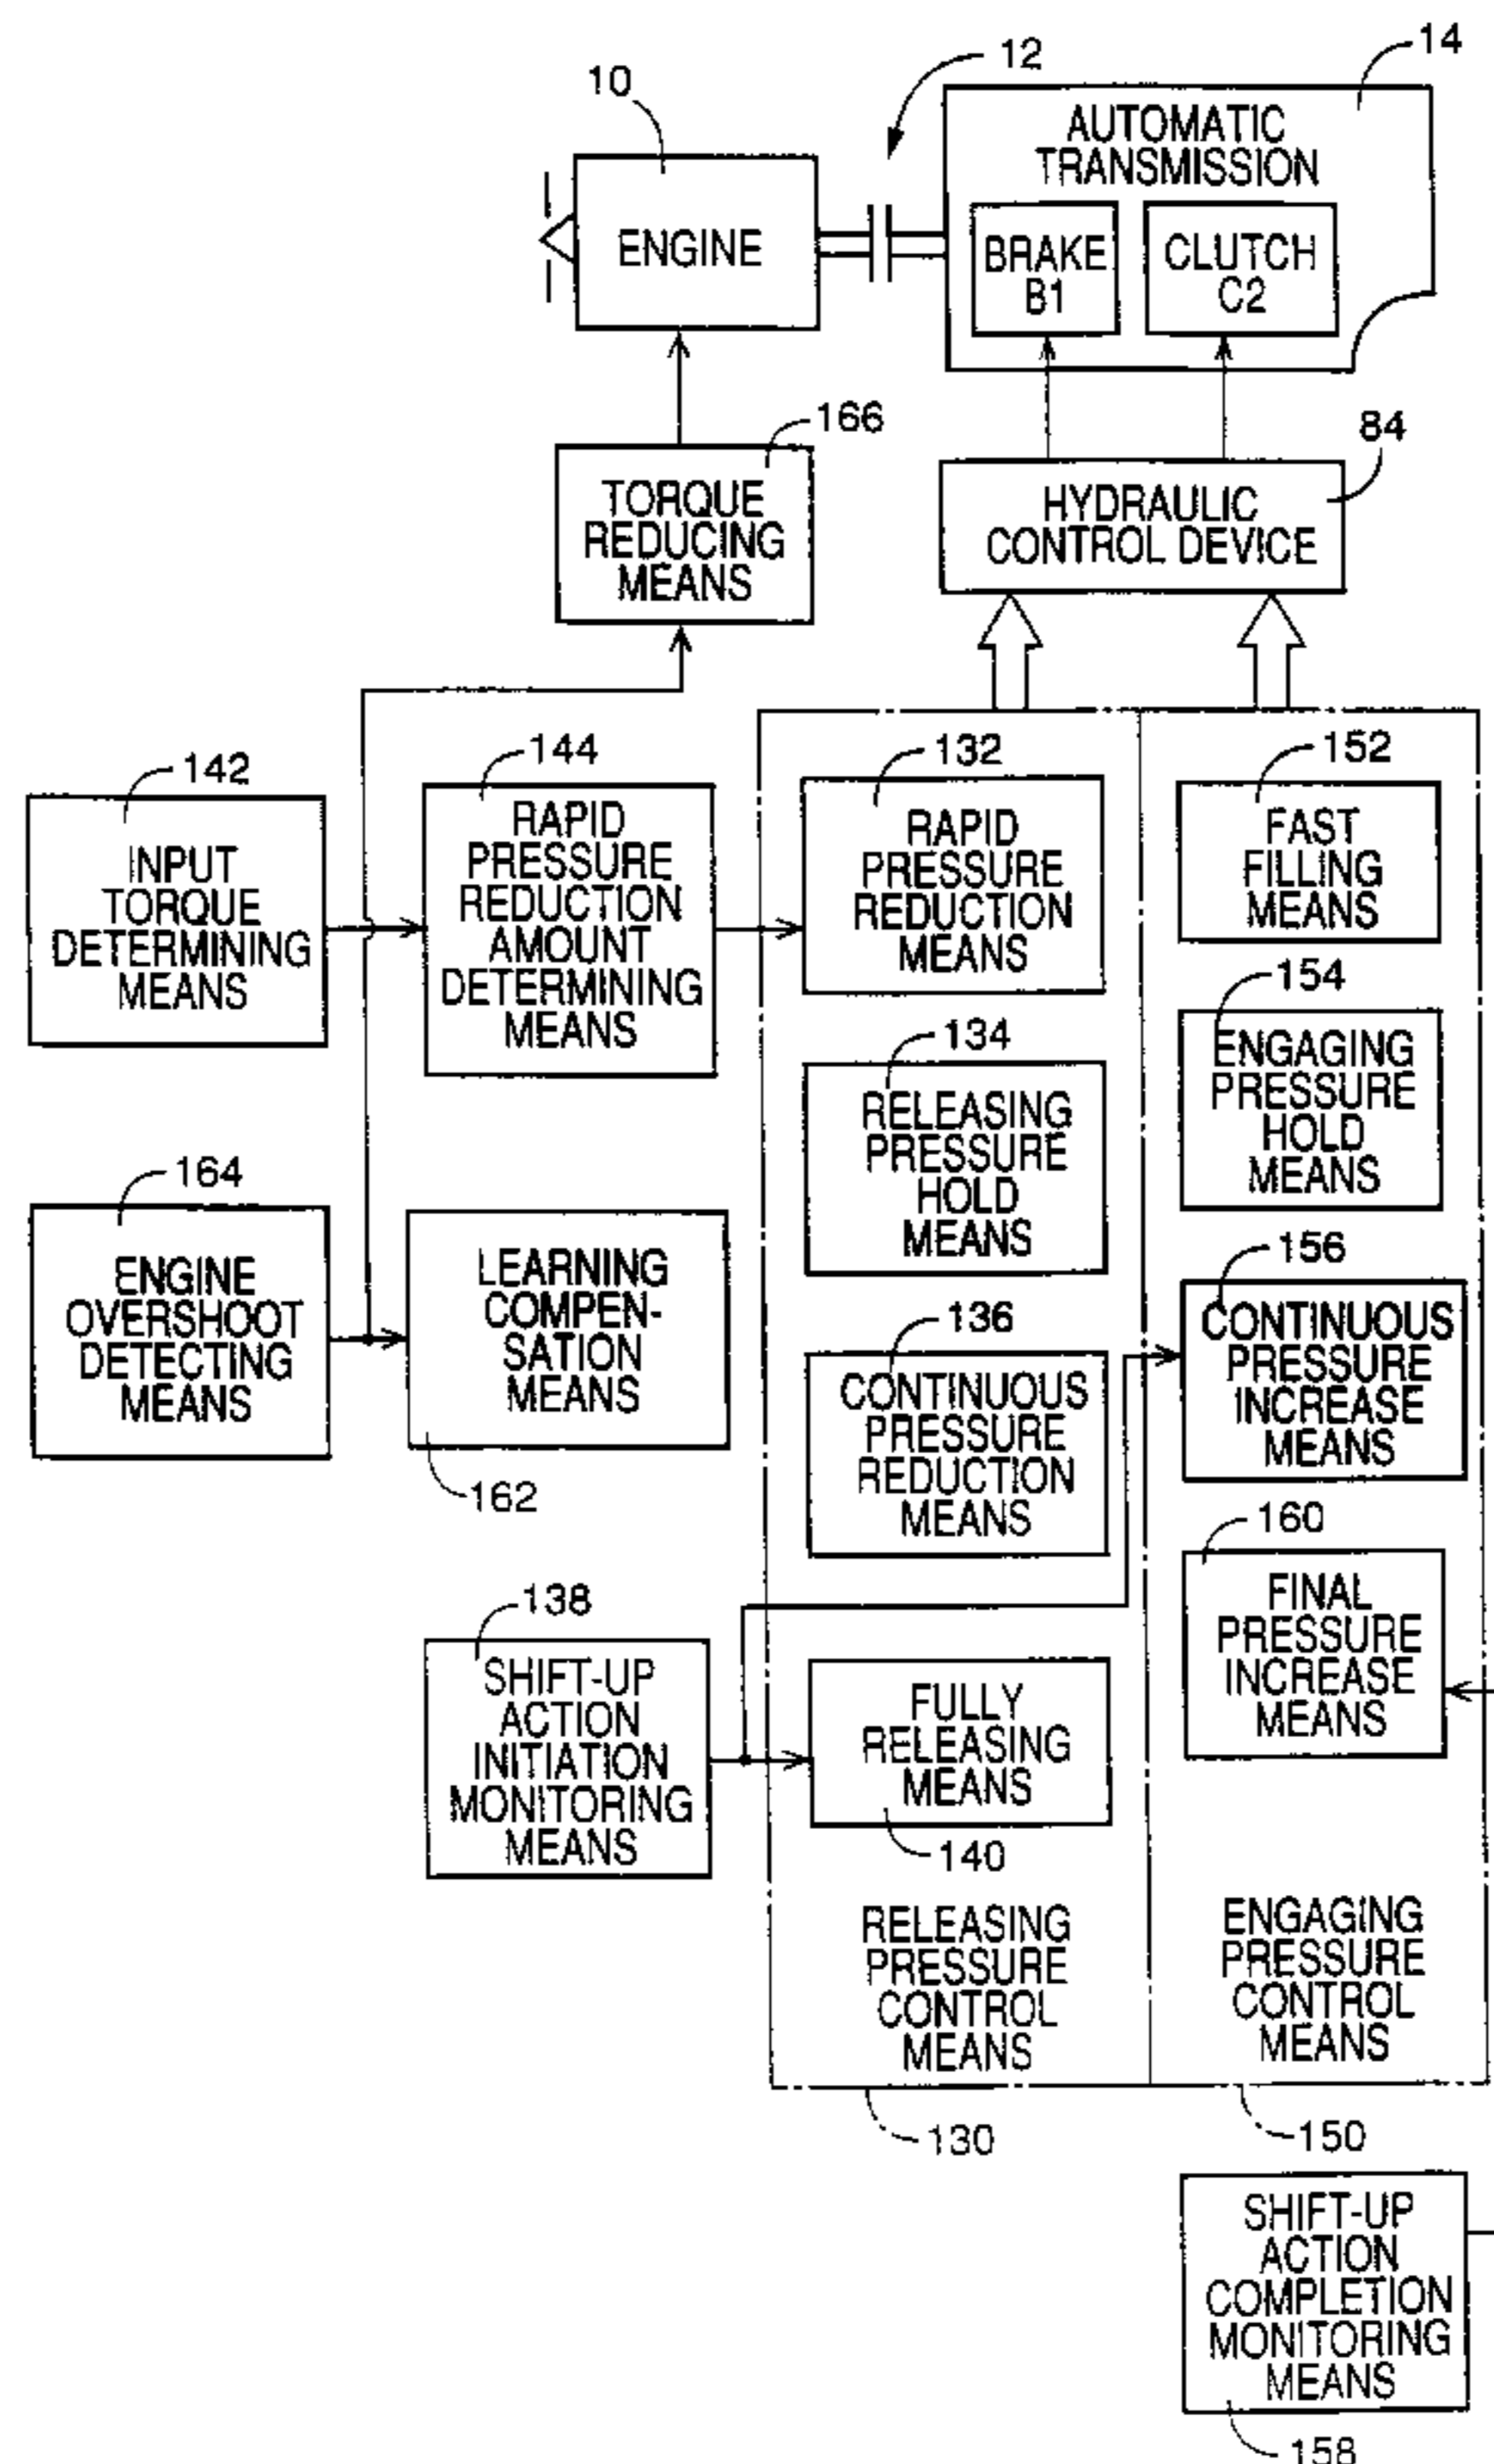 12
14
10
AUTOMATIC
TRANSMISSION
ENGINE
BRAKE
B1
CLUTCH
C2
166
84
TORQUE
REDUCING
MEANS
HYDRAULIC
CONTROL DEVICE
142
INPUT
TORQUE
DETERMINING
MEANS
144
RAPID
PRESSURE
REDUCTION
AMOUNT
DETERMINING
MEANS
132
RAPID
PRESSURE
REDUCTION
MEANS
152
FAST
FILLING
MEANS
134
RELEASING
PRESSURE
HOLD
MEANS
154
ENGAGING
PRESSURE
HOLD
MEANS
164
ENGINE
OVERSHOOT
DETECTING
MEANS
LEARNING
COMPEN-
SATION
MEANS
162
136
CONTINUOUS
PRESSURE
REDUCTION
MEANS
156
CONTINUOUS
PRESSURE
INCREASE
MEANS
138
SHIFT-UP
ACTION
INITIATION
MONITORING
MEANS
FULLY
RELEASING
MEANS
140
160
FINAL
PRESSURE
INCREASE
MEANS
RELEASING
PRESSURE
CONTROL
MEANS
130
ENGAGING
PRESSURE
CONTROL
MEANS
150
SHIFT-UP
ACTION
COMPLETION
MONITORING
MEANS
158